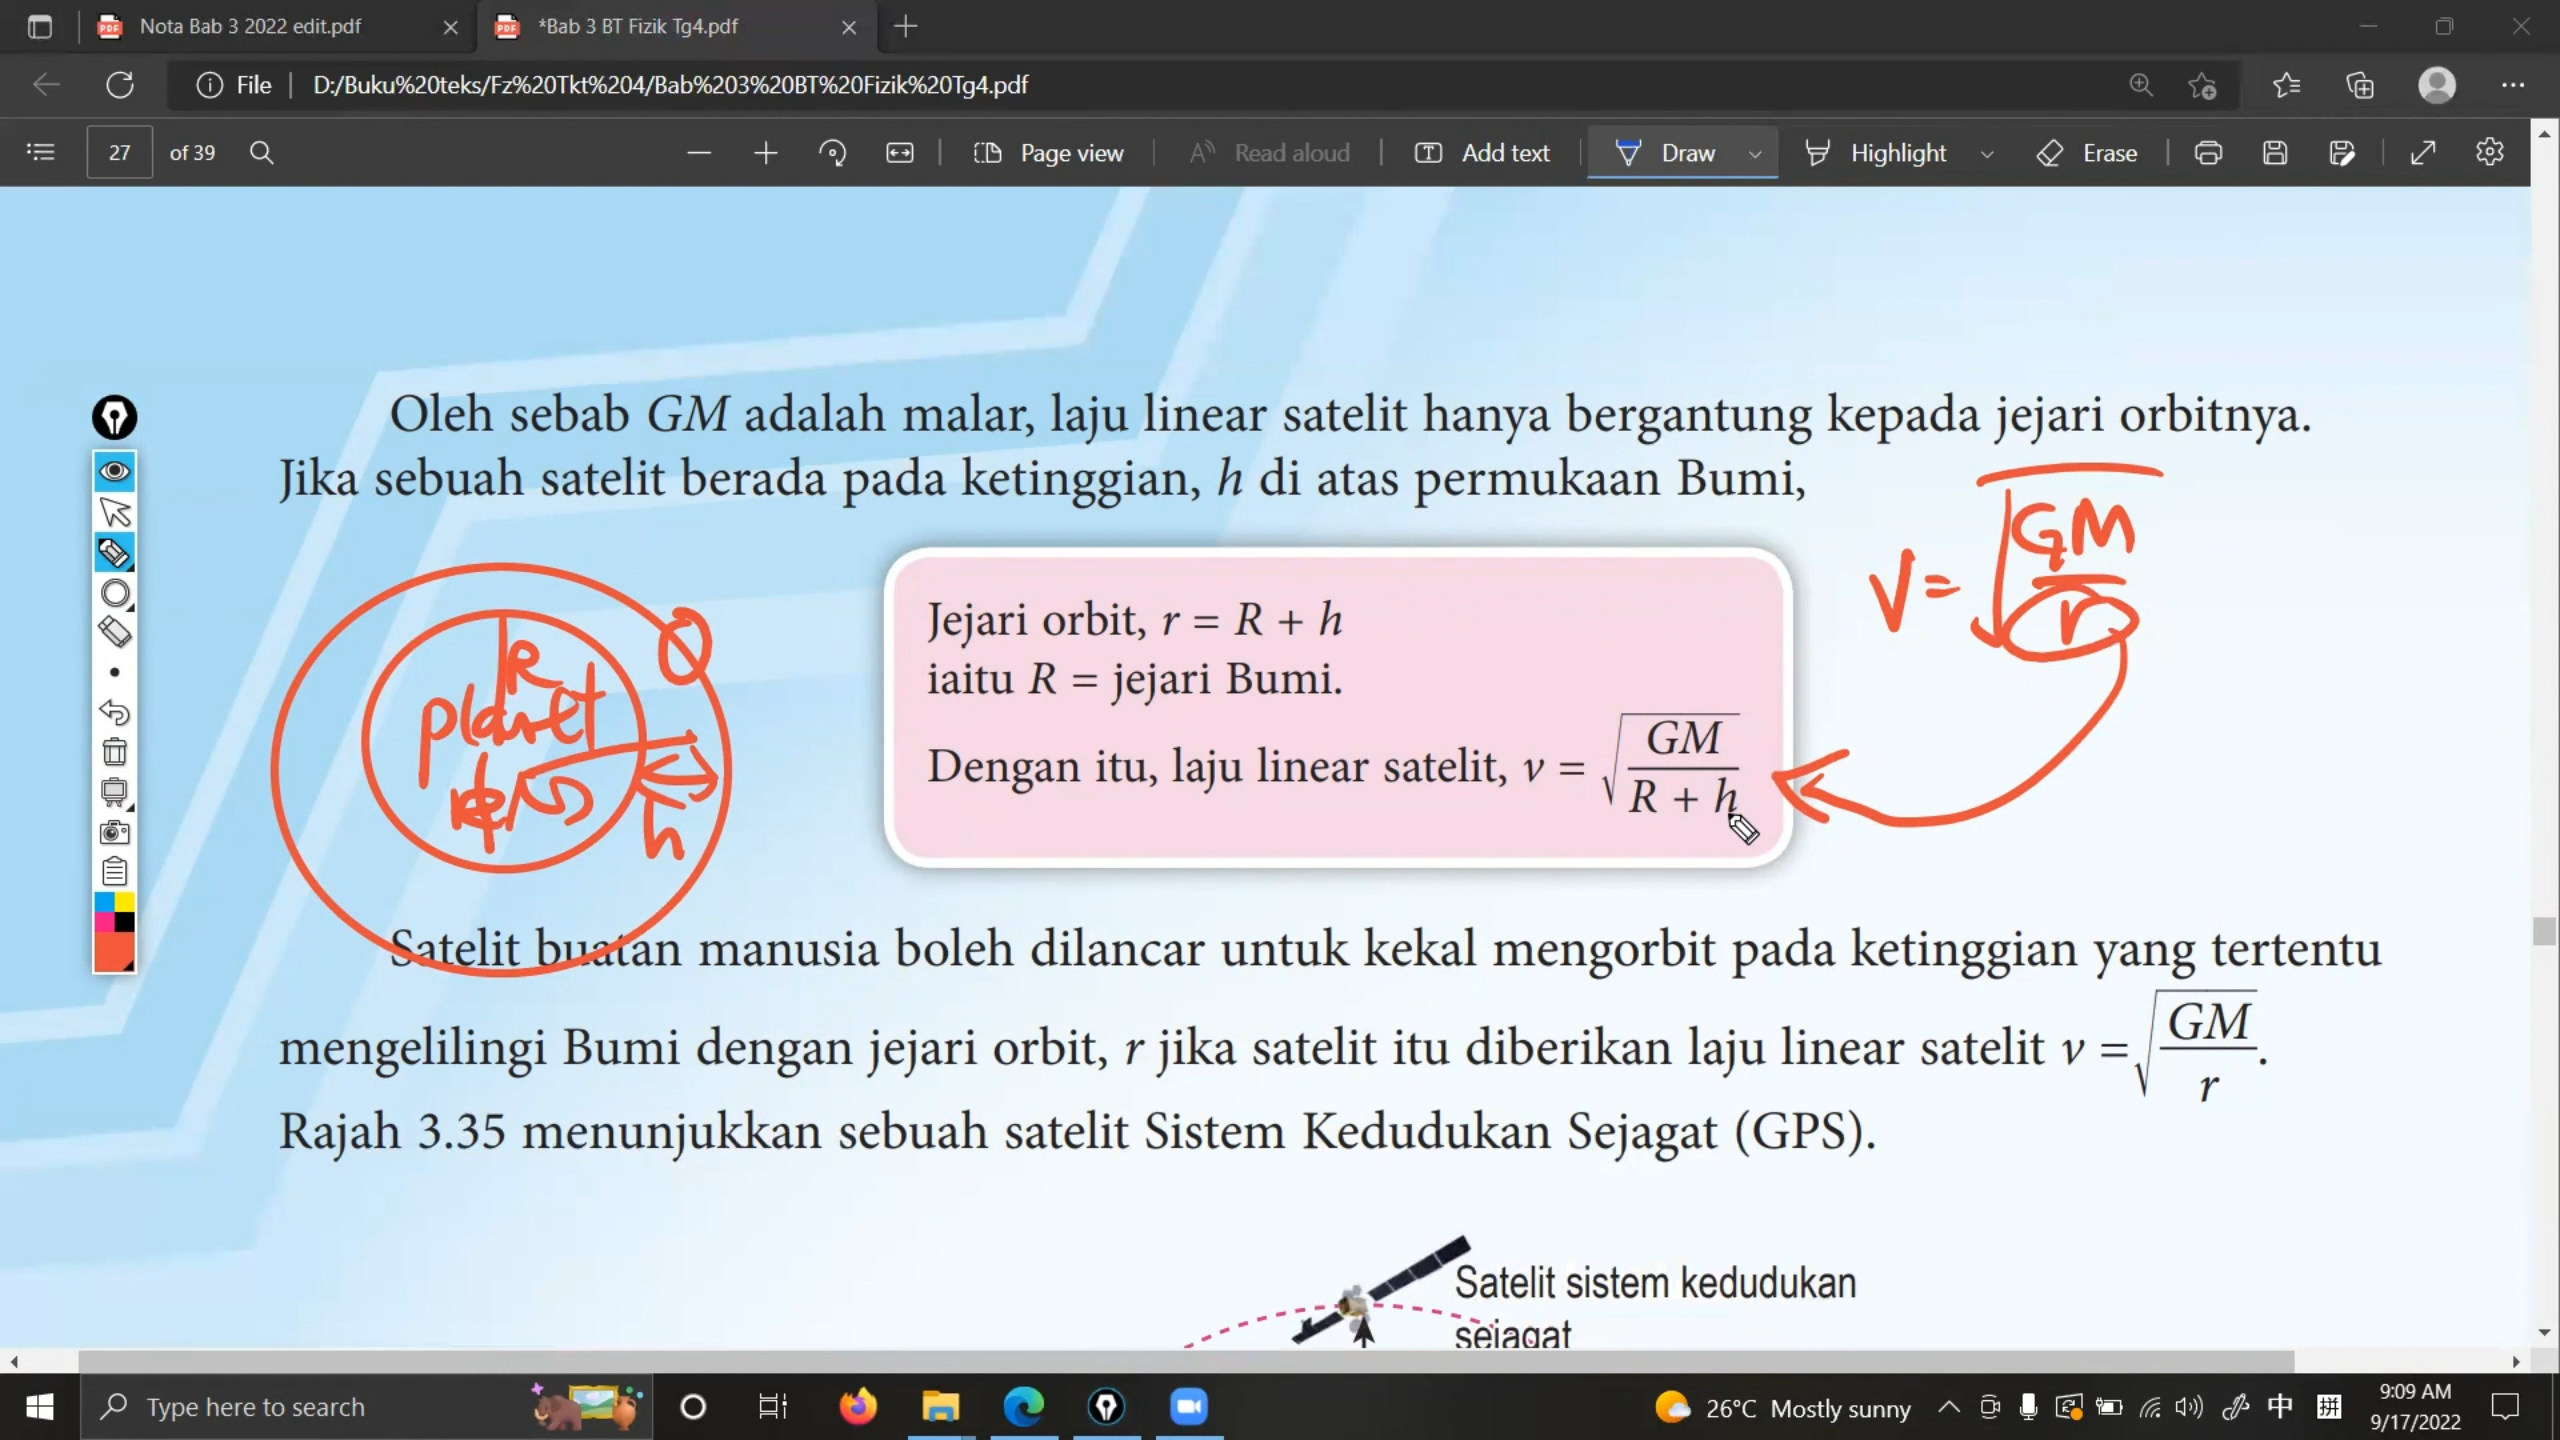 Nota Bab 3 2022 edit.pdf
*Bab 3 BT Fizik Tg4.pdf
File
D:/Buku%20teks/Fz%20Tkt%204/Bab%203%20BT%20Fizik%20Tg4.pdf
27 of 39
Page view
Read aloud
Add text
Draw
Highlight
Erase
Oleh sebab GM adalah malar, laju linear satelit hanya bergantung kepada jejari orbitnya.
Jika sebuah satelit berada pada ketinggian, h di atas permukaan Bumi,
V = √(GM/r)
R
planet
h
Jejari orbit, r = R + h
iaitu R = jejari Bumi.
Dengan itu, laju linear satelit, v = √(GM/(R + h))
Satelit buatan manusia boleh dilancar untuk kekal mengorbit pada ketinggian yang tertentu
mengelilingi Bumi dengan jejari orbit, r jika satelit itu diberikan laju linear satelit v = √(GM/r).
Rajah 3.35 menunjukkan sebuah satelit Sistem Kedudukan Sejagat (GPS).
Satelit sistem kedudukan
sejagat
Type here to search
26°C Mostly sunny
中
拼
9:09 AM
9/17/2022